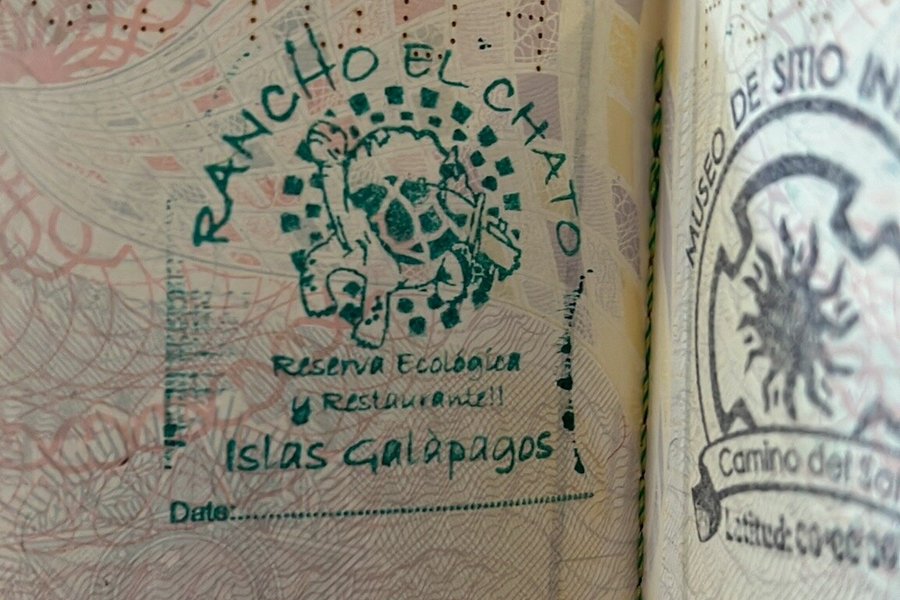 RANCHO EL CHATO
Reserva Ecológica
y Restaurante!!
Islas Galápagos
Date:
MUSEO DE SITIO
Camino del Sol
Latitud: